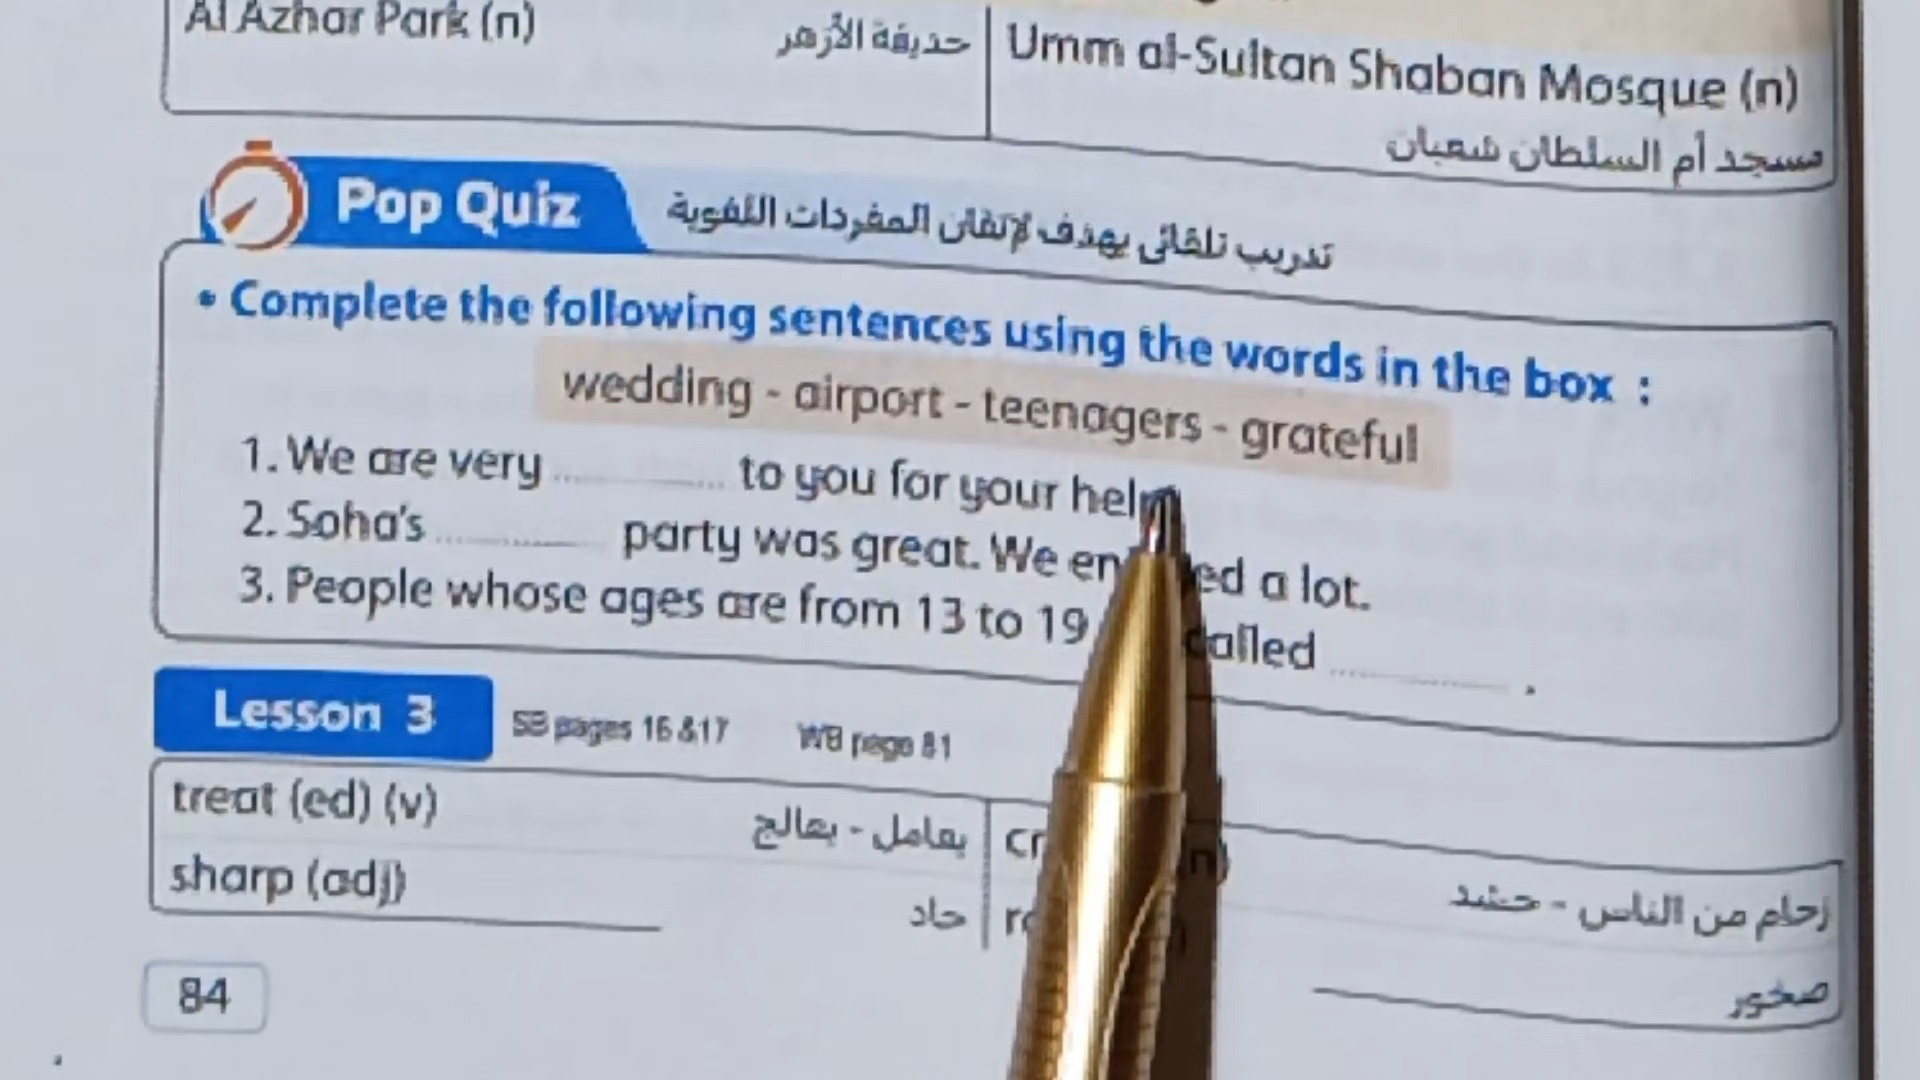 Al Azhar Park (n) حديقة الأزهر
Umm al-Sultan Shaban Mosque (n)
مسجد أم السلطان شعبان
Pop Quiz تدريب تلقائى يهدف لإتقان المفردات اللغوية
• Complete the following sentences using the words in the box :
wedding - airport - teenagers - grateful
1. We are very ............ to you for your
2. Soha's ............ party was great. We a lot.
3. People whose ages are from 13 to 19 called ............ .
Lesson 3 SB pages 16 &17 WB page 81
treat (ed) (v) يعامل - يعالج
زحام من الناس - حشد
sharp (adj) حاد
صخور
84